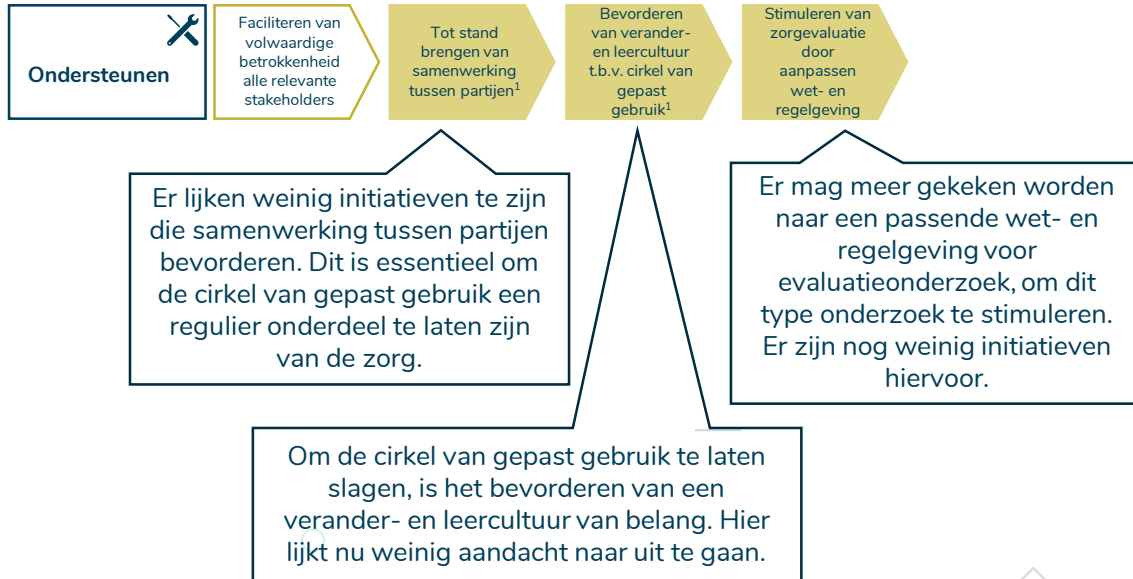 Ondersteunen
Faciliteren van
volwaardige
betrokkenheid
alle relevante
stakeholders
Tot stand
brengen van
samenwerking
tussen partijen¹
Bevorderen
van verander-
en leercultuur
t.b.v. cirkel van
gepast
gebruik¹
Stimuleren van
zorgevaluatie
door
aanpassen
wet- en
regelgeving
Er lijken weinig initiatieven te zijn
die samenwerking tussen partijen
bevorderen. Dit is essentieel om
de cirkel van gepast gebruik een
regulier onderdeel te laten zijn
van de zorg.
Er mag meer gekeken worden
naar een passende wet- en
regelgeving voor
evaluatieonderzoek, om dit
type onderzoek te stimuleren.
Er zijn nog weinig initiatieven
hiervoor.
Om de cirkel van gepast gebruik te laten
slagen, is het bevorderen van een
verander- en leercultuur van belang. Hier
lijkt nu weinig aandacht naar uit te gaan.